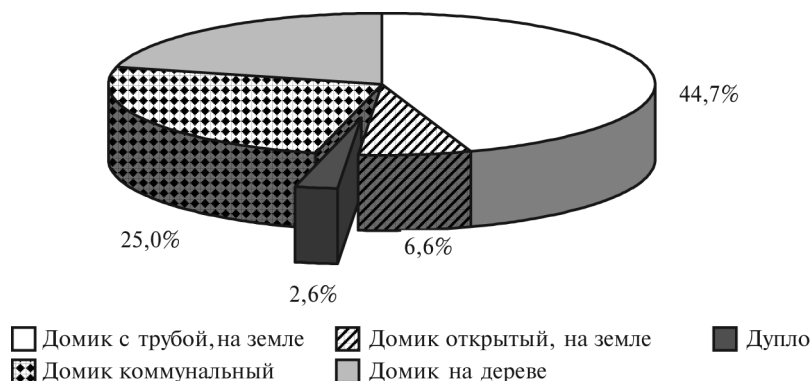 44,7%
25,0%
6,6%
2,6%
Домик с трубой, на земле
Домик открытый, на земле
Дупло
Домик коммунальный
Домик на дереве